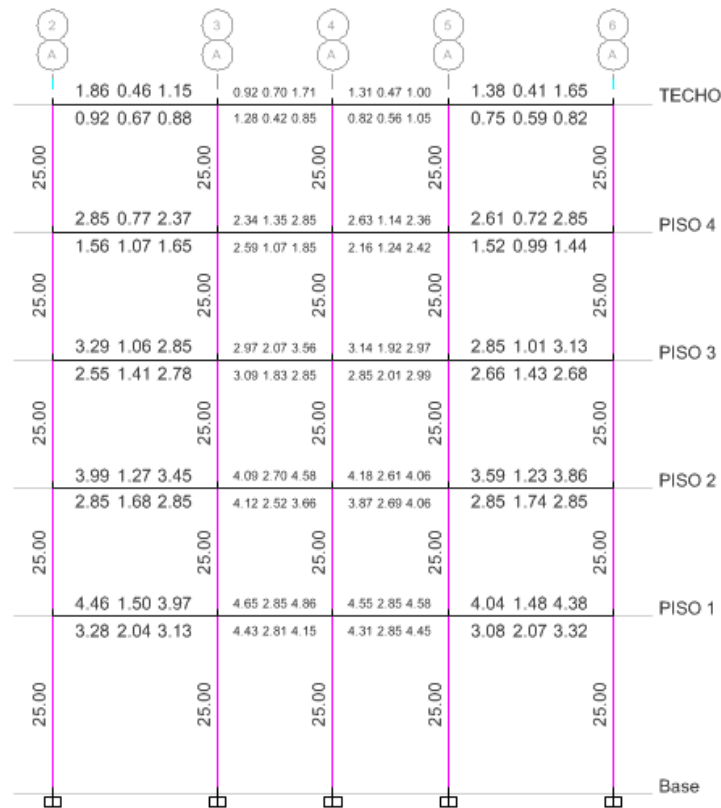 2 3 4 5 6
A A A A A
1.86 0.46 1.15 0.92 0.70 1.71 1.31 0.47 1.00 1.38 0.41 1.65 TECHO
0.92 0.67 0.88 1.28 0.42 0.85 0.82 0.56 1.05 0.75 0.59 0.82
25.00 25.00 25.00 25.00 25.00
2.85 0.77 2.37 2.34 1.35 2.85 2.63 1.14 2.36 2.61 0.72 2.85 PISO 4
1.56 1.07 1.65 2.59 1.07 1.85 2.16 1.24 2.42 1.52 0.99 1.44
25.00 25.00 25.00 25.00 25.00
3.29 1.06 2.85 2.97 2.07 3.56 3.14 1.92 2.97 2.85 1.01 3.13 PISO 3
2.55 1.41 2.78 3.09 1.83 2.85 2.85 2.01 2.99 2.66 1.43 2.68
25.00 25.00 25.00 25.00 25.00
3.99 1.27 3.45 4.09 2.70 4.58 4.18 2.61 4.06 3.59 1.23 3.86 PISO 2
2.85 1.68 2.85 4.12 2.52 3.66 3.87 2.69 4.06 2.85 1.74 2.85
25.00 25.00 25.00 25.00 25.00
4.46 1.50 3.97 4.65 2.85 4.86 4.55 2.85 4.58 4.04 1.48 4.38 PISO 1
3.28 2.04 3.13 4.43 2.81 4.15 4.31 2.85 4.45 3.08 2.07 3.32
25.00 25.00 25.00 25.00 25.00
Base